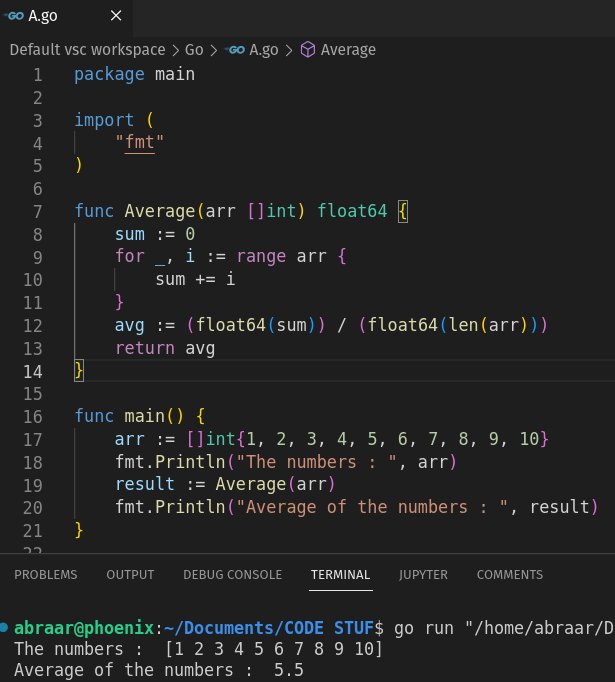 GO A.go ×
Default vsc workspace > Go > GO A.go > Average
1 package main
2
3 import (
4     "fmt"
5 )
6
7 func Average(arr []int) float64 {
8     sum := 0
9     for _, i := range arr {
10         sum += i
11     }
12     avg := (float64(sum)) / (float64(len(arr)))
13     return avg
14 }
15
16 func main() {
17     arr := []int{1, 2, 3, 4, 5, 6, 7, 8, 9, 10}
18     fmt.Println("The numbers : ", arr)
19     result := Average(arr)
20     fmt.Println("Average of the numbers : ", result)
21 }
22
PROBLEMS OUTPUT DEBUG CONSOLE TERMINAL JUPYTER COMMENTS
abraar@phoenix:~/Documents/CODE STUF$ go run "/home/abraar/D
The numbers :  [1 2 3 4 5 6 7 8 9 10]
Average of the numbers :  5.5